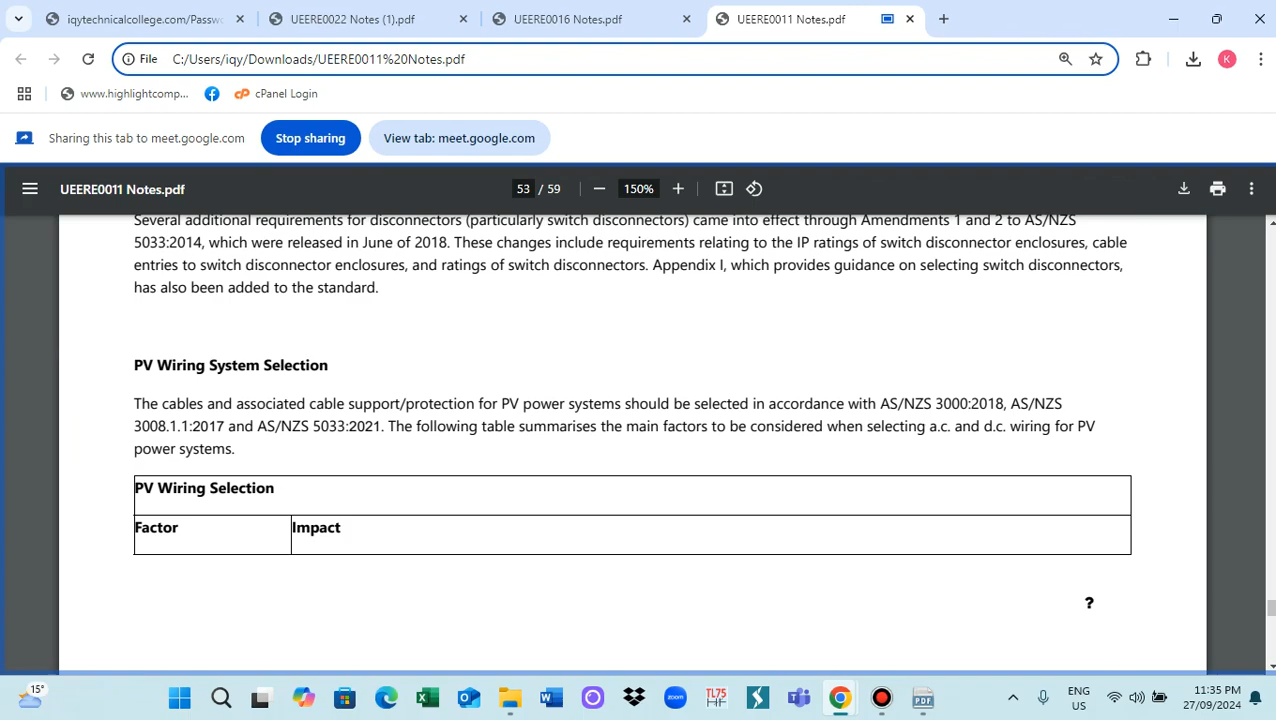 iqytechnicalcollege.com/Passw
UEERE0022 Notes (1).pdf
UEERE0016 Notes.pdf
UEERE0011 Notes.pdf
File C:/Users/iqy/Downloads/UEERE0011%20Notes.pdf
K
www.highlightcomp...
cPanel Login
Sharing this tab to meet.google.com
Stop sharing
View tab: meet.google.com
UEERE0011 Notes.pdf
53 / 59
150%
Several additional requirements for disconnectors (particularly switch disconnectors) came into effect through Amendments 1 and 2 to AS/NZS
5033:2014, which were released in June of 2018. These changes include requirements relating to the IP ratings of switch disconnector enclosures, cable
entries to switch disconnector enclosures, and ratings of switch disconnectors. Appendix I, which provides guidance on selecting switch disconnectors,
has also been added to the standard.
PV Wiring System Selection
The cables and associated cable support/protection for PV power systems should be selected in accordance with AS/NZS 3000:2018, AS/NZS
3008.1.1:2017 and AS/NZS 5033:2021. The following table summarises the main factors to be considered when selecting a.c. and d.c. wiring for PV
power systems.
PV Wiring Selection
Factor
Impact
?
15°
zoom
TL75
ENG
US
11:35 PM
27/09/2024